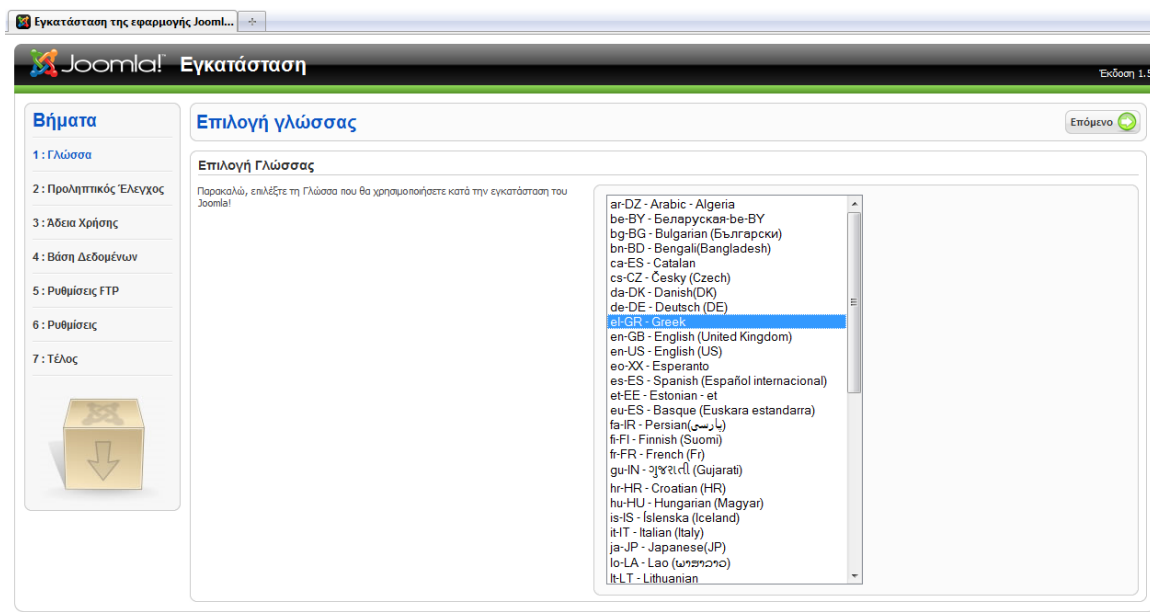 Εγκατάσταση της εφαρμογής Jooml...
Joomla! Εγκατάσταση
Έκδοση 1.5
Βήματα
1 : Γλώσσα
2 : Προληπτικός Έλεγχος
3 : Άδεια Χρήσης
4 : Βάση Δεδομένων
5 : Ρυθμίσεις FTP
6 : Ρυθμίσεις
7 : Τέλος
Επιλογή γλώσσας
Επόμενο
Επιλογή Γλώσσας
Παρακαλώ, επιλέξτε τη Γλώσσα που θα χρησιμοποιήσετε κατά την εγκατάσταση του
Joomla!
ar-DZ - Arabic - Algeria
be-BY - Беларуская-be-BY
bg-BG - Bulgarian (Български)
bn-BD - Bengali(Bangladesh)
ca-ES - Catalan
cs-CZ - Česky (Czech)
da-DK - Danish(DK)
de-DE - Deutsch (DE)
el-GR - Greek
en-GB - English (United Kingdom)
en-US - English (US)
eo-XX - Esperanto
es-ES - Spanish (Español internacional)
et-EE - Estonian - et
eu-ES - Basque (Euskara estandarra)
fa-IR - Persian(پارسی)
fi-FI - Finnish (Suomi)
fr-FR - French (Fr)
gu-IN - ગુજરાતી (Gujarati)
hr-HR - Croatian (HR)
hu-HU - Hungarian (Magyar)
is-IS - Íslenska (Iceland)
it-IT - Italian (Italy)
ja-JP - Japanese(JP)
lo-LA - Lao (ພາສາລາວ)
lt-LT - Lithuanian